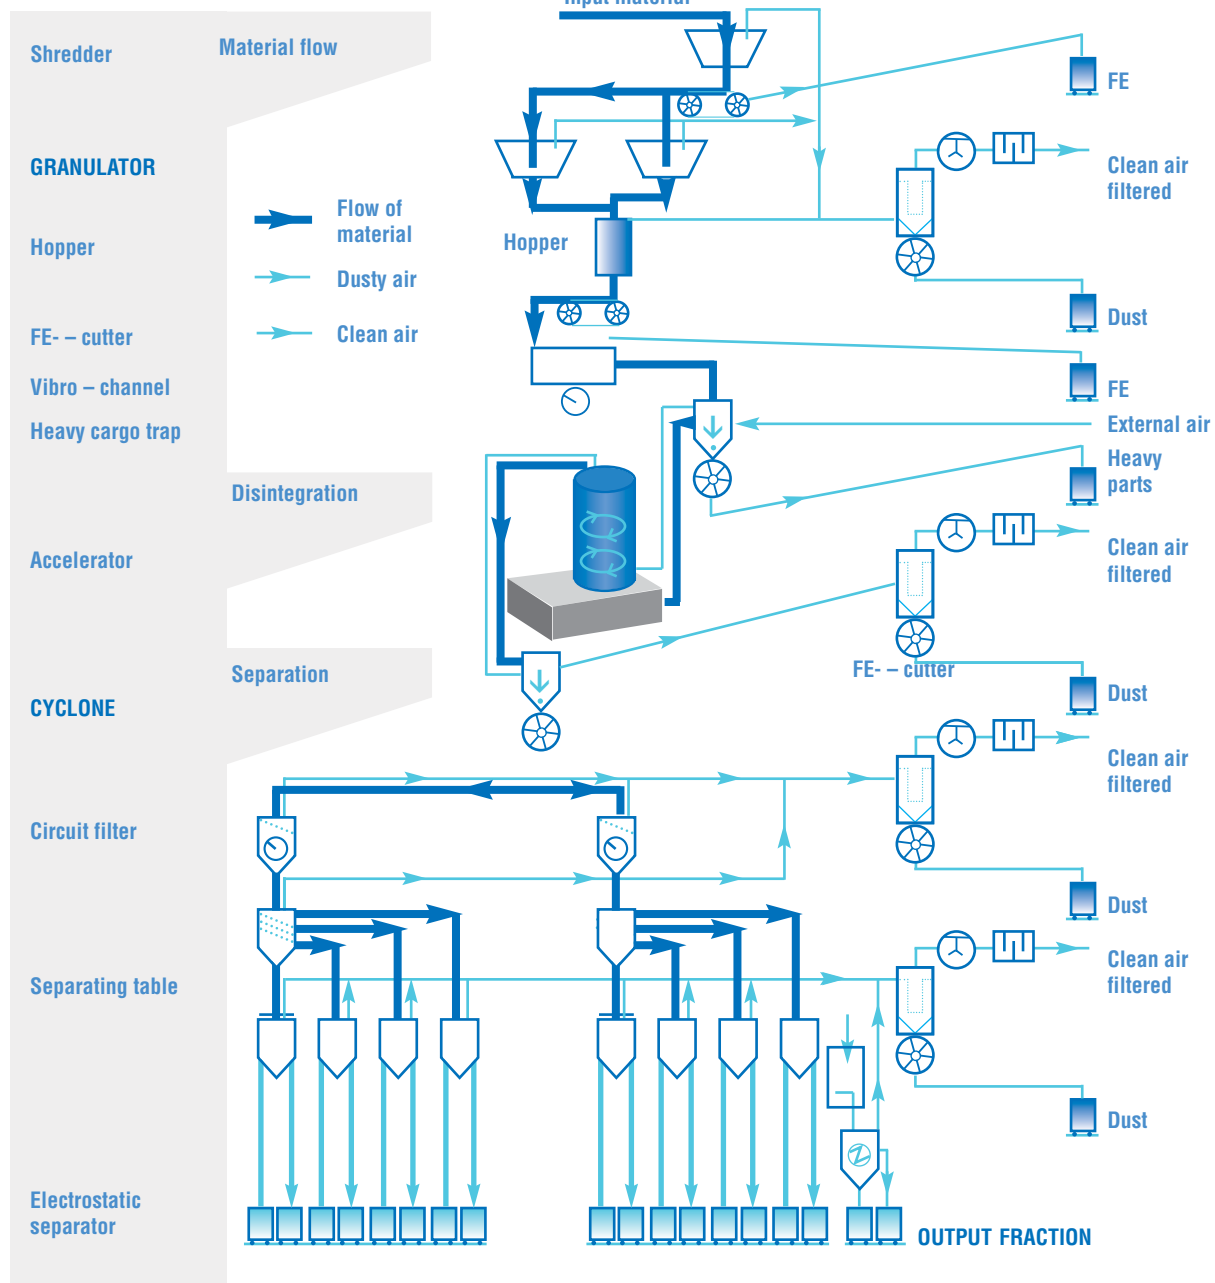 Input material
Shredder
Material flow
FE
GRANULATOR
Clean air
filtered
Flow of
material
Hopper
Hopper
Dusty air
Dust
FE- – cutter
Clean air
Vibro – channel
FE
Heavy cargo trap
External air
Heavy
parts
Disintegration
Accelerator
Clean air
filtered
Separation
FE- – cutter
CYCLONE
Dust
Clean air
filtered
Circuit filter
Dust
Separating table
Clean air
filtered
Dust
Electrostatic
separator
OUTPUT FRACTION